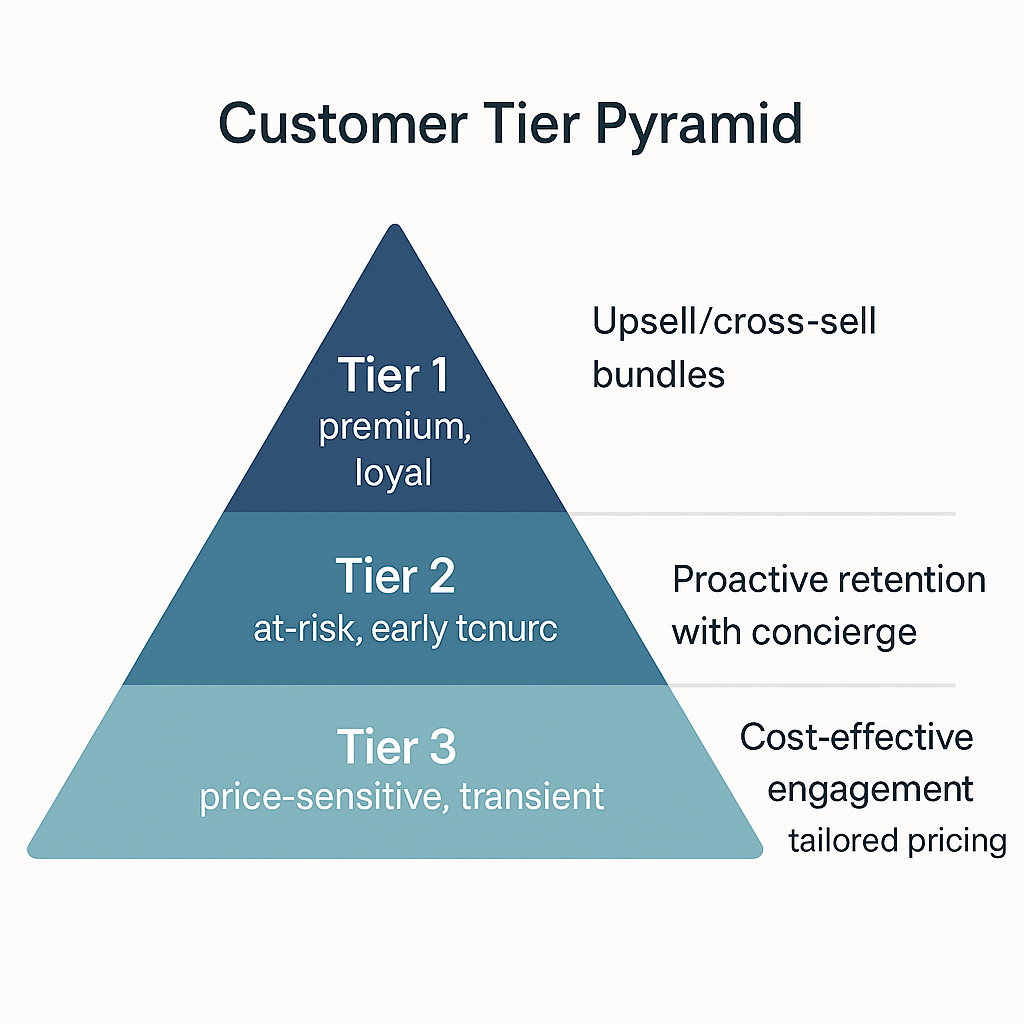 Customer Tier Pyramid
Tier 1
premium,
loyal
Upsell/cross-sell
bundles
Tier 2
at-risk, early tcnurc
Proactive retention
with concierge
Tier 3
price-sensitive, transient
Cost-effective
engagement
tailored pricing